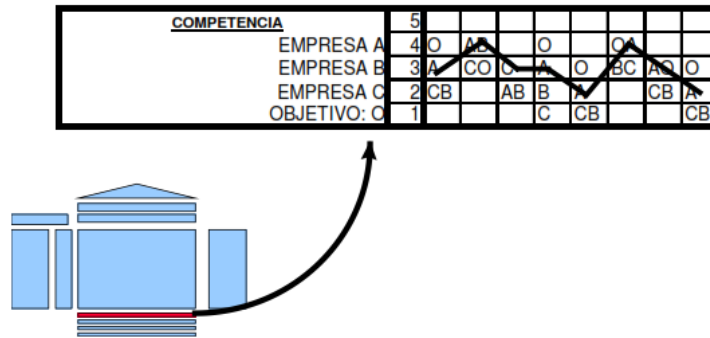 COMPETENCIA 5
EMPRESA A 4 O AB O OA
EMPRESA B 3 A CO C A O BC AO O
EMPRESA C 2 CB AB B A CB A
OBJETIVO: O 1 C CB CB